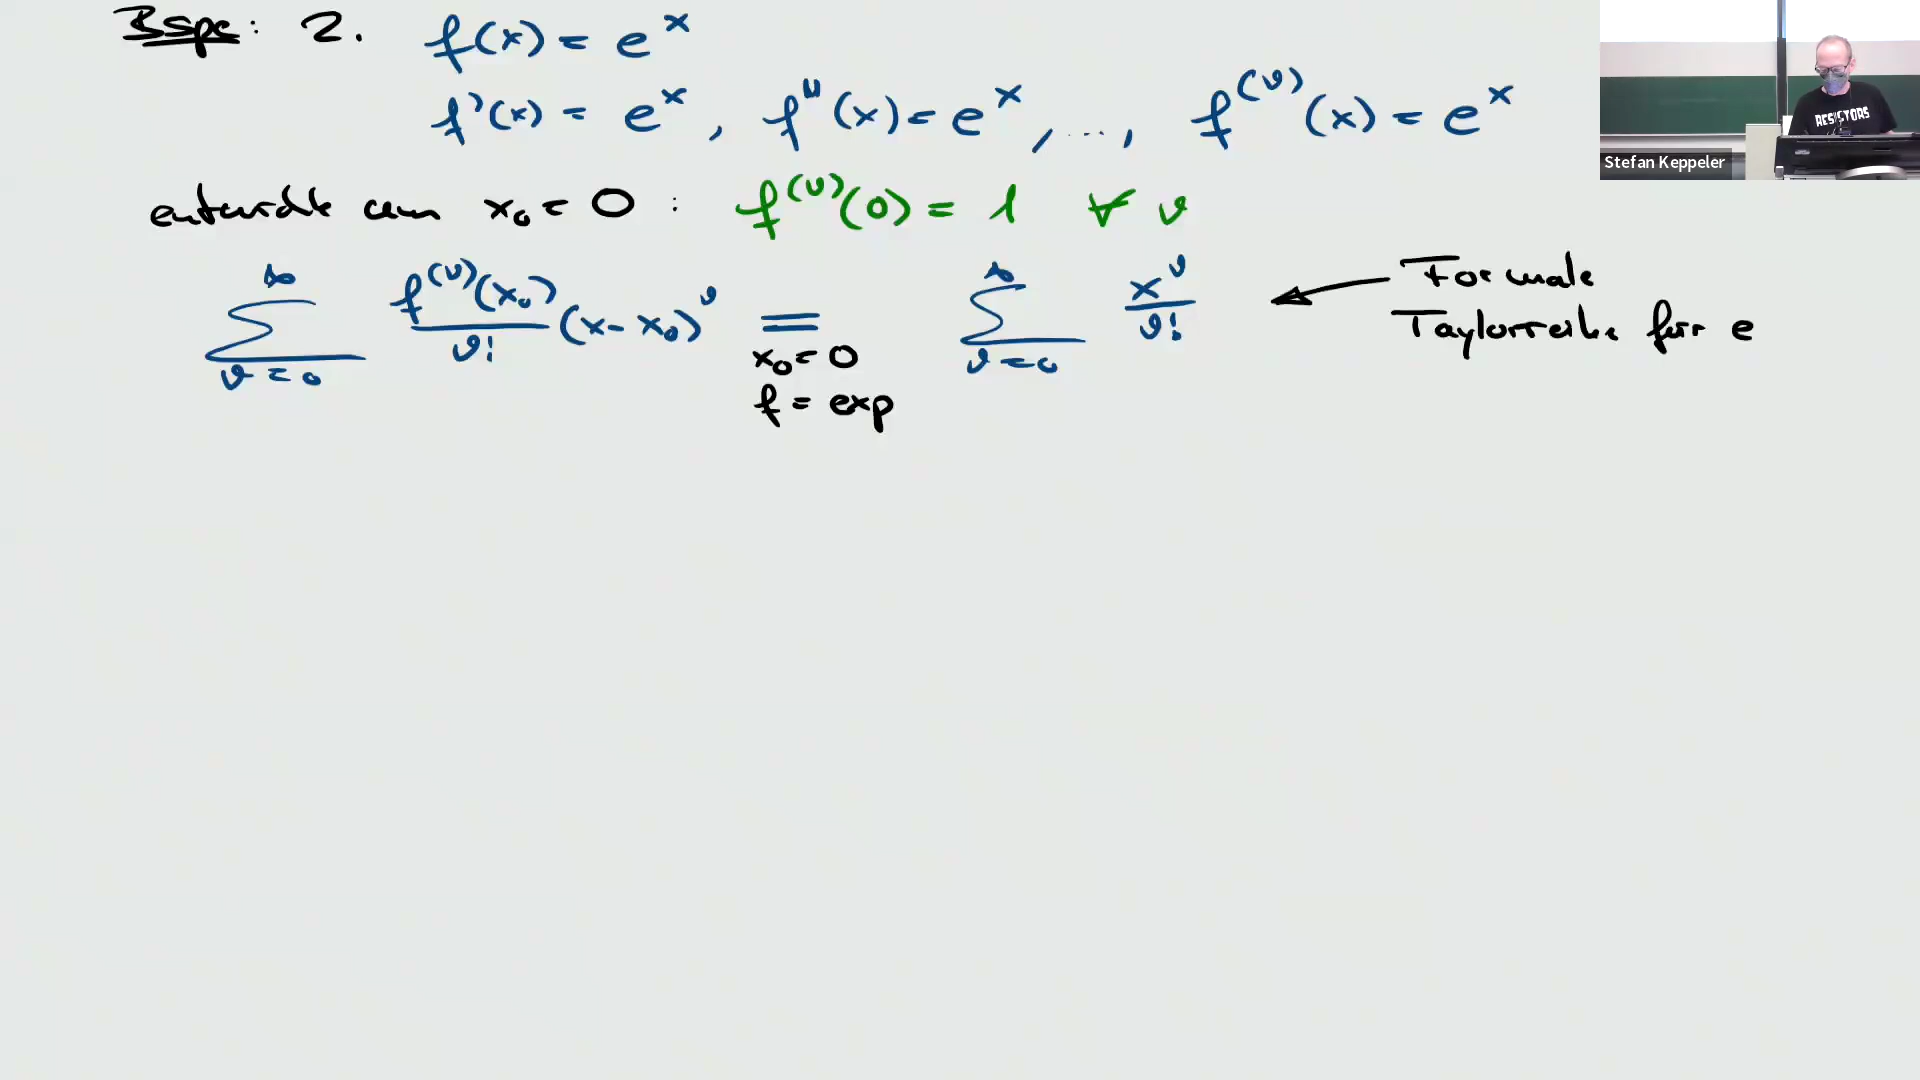 Bspe: 2. f(x) = e^x
f'(x) = e^x, f''(x) = e^x, ..., f^(ν)(x) = e^x
entwickle um x₀ = 0 : f^(ν)(0) = 1 ∀ ν
∑_{ν=0}^∞ f^(ν)(x₀)/ν! (x - x₀)^ν = ∑_{ν=0}^∞ x^ν/ν!
x₀ = 0
f = exp
Formale
Taylorreihe für e
RESISTORS
Stefan Keppeler